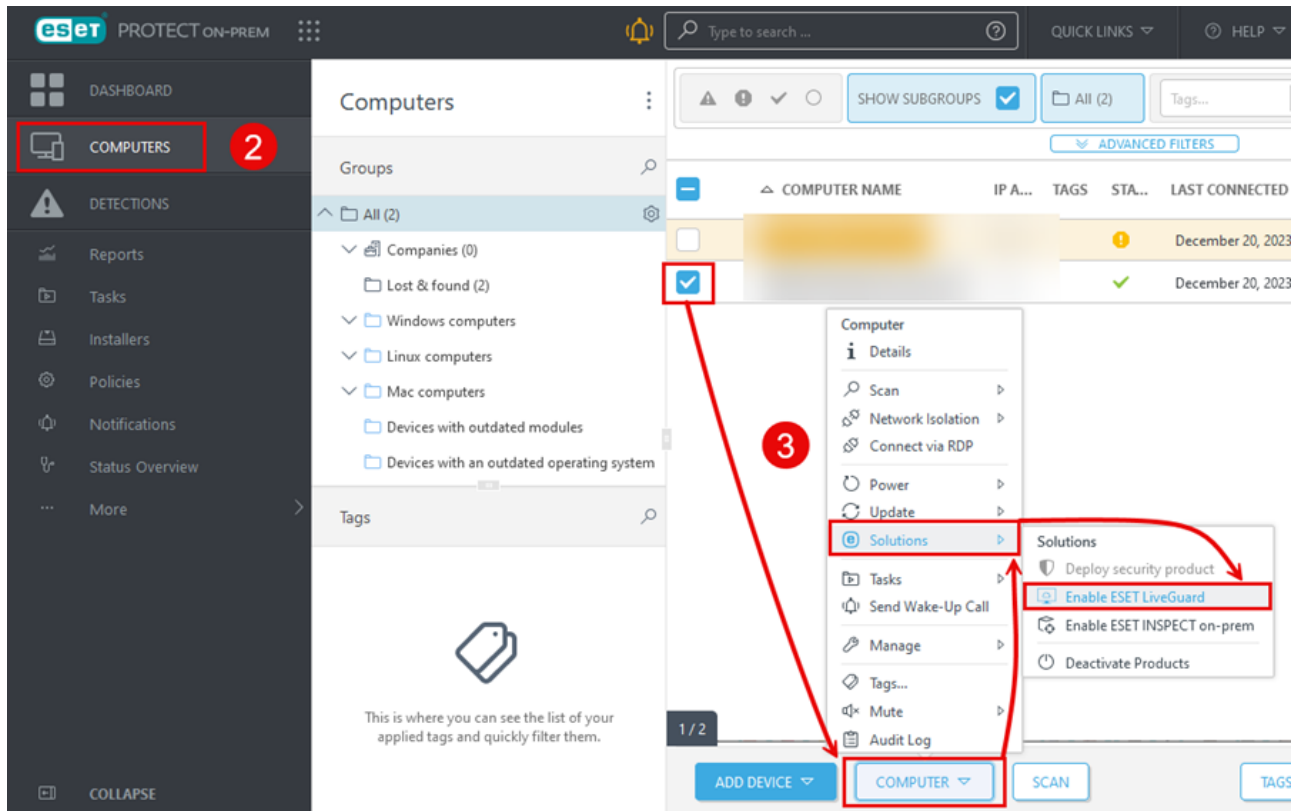 eset PROTECT ON-PREM
Type to search ...
QUICK LINKS
HELP
DASHBOARD
COMPUTERS
2
DETECTIONS
Reports
Tasks
Installers
Policies
Notifications
Status Overview
More
COLLAPSE
Computers
Groups
All (2)
Companies (0)
Lost & found (2)
Windows computers
Linux computers
Mac computers
Devices with outdated modules
Devices with an outdated operating system
Tags
This is where you can see the list of your
applied tags and quickly filter them.
SHOW SUBGROUPS
All (2)
Tags...
ADVANCED FILTERS
COMPUTER NAME IP A... TAGS STA... LAST CONNECTED
December 20, 2023
December 20, 2023
3
Computer
Details
Scan
Network Isolation
Connect via RDP
Power
Update
Solutions
Tasks
Send Wake-Up Call
Manage
Tags...
Mute
Audit Log
Solutions
Deploy security product
Enable ESET LiveGuard
Enable ESET INSPECT on-prem
Deactivate Products
1 / 2
ADD DEVICE
COMPUTER
SCAN
TAGS